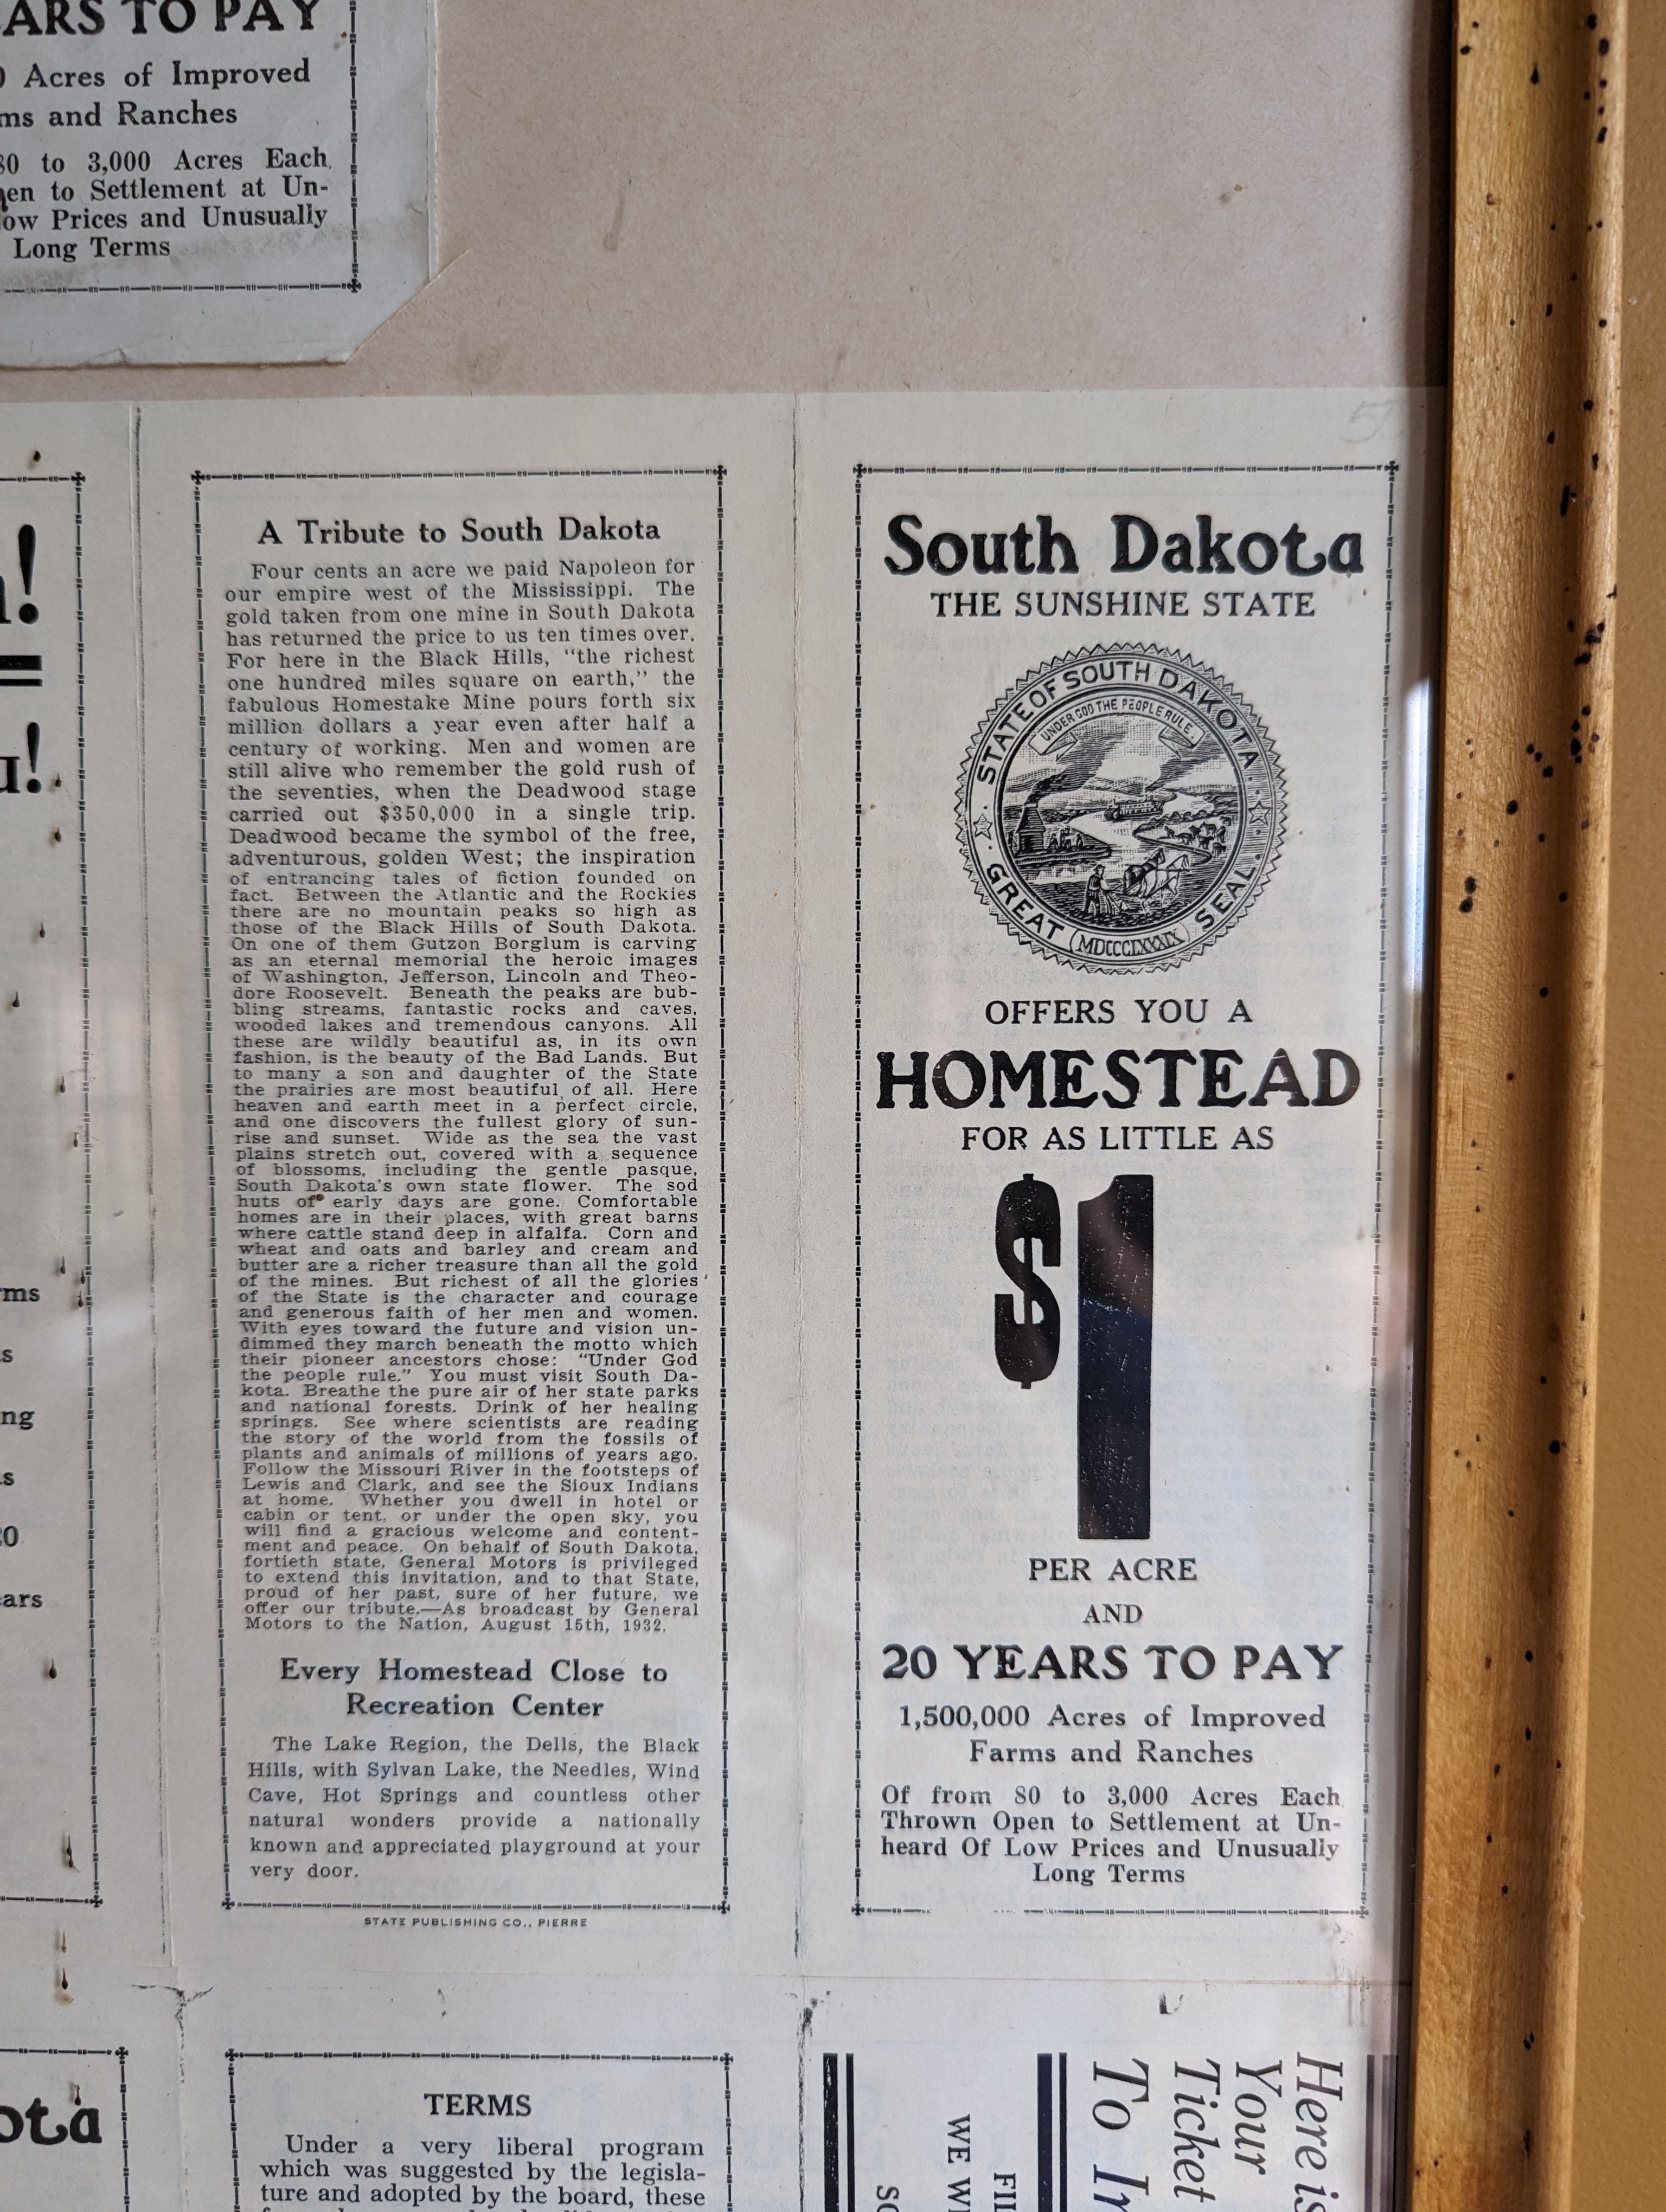 ARS TO PAY
Acres of Improved
ms and Ranches
80 to 3,000 Acres Each
en to Settlement at Un-
ow Prices and Unusually
Long Terms
!
u!
rms
s
ng
s
0
ears
ota
A Tribute to South Dakota
Four cents an acre we paid Napoleon for
our empire west of the Mississippi. The
gold taken from one mine in South Dakota
has returned the price to us ten times over.
For here in the Black Hills, "the richest
one hundred miles square on earth," the
fabulous Homestake Mine pours forth six
million dollars a year even after half a
century of working. Men and women are
still alive who remember the gold rush of
the seventies, when the Deadwood stage
carried out $350,000 in a single trip.
Deadwood became the symbol of the free,
adventurous, golden West; the inspiration
of entrancing tales of fiction founded on
fact. Between the Atlantic and the Rockies
there are no mountain peaks so high as
those of the Black Hills of South Dakota.
On one of them Gutzon Borglum is carving
as an eternal memorial the heroic images
of Washington, Jefferson, Lincoln and Theo-
dore Roosevelt. Beneath the peaks are bub-
bling streams, fantastic rocks and caves,
wooded lakes and tremendous canyons. All
these are wildly beautiful as, in its own
fashion, is the beauty of the Bad Lands. But
to many a son and daughter of the State
the prairies are most beautiful of all. Here
heaven and earth meet in a perfect circle,
and one discovers the fullest glory of sun-
rise and sunset. Wide as the sea the vast
plains stretch out, covered with a sequence
of blossoms, including the gentle pasque,
South Dakota's own state flower. The sod
huts of early days are gone. Comfortable
homes are in their places, with great barns
where cattle stand deep in alfalfa. Corn and
wheat and oats and barley and cream and
butter are a richer treasure than all the gold
of the mines. But richest of all the glories
of the State is the character and courage
and generous faith of her men and women.
With eyes toward the future and vision un-
dimmed they march beneath the motto which
their pioneer ancestors chose: "Under God
the people rule." You must visit South Da-
kota. Breathe the pure air of her state parks
and national forests. Drink of her healing
springs. See where scientists are reading
the story of the world from the fossils of
plants and animals of millions of years ago.
Follow the Missouri River in the footsteps of
Lewis and Clark, and see the Sioux Indians
at home. Whether you dwell in hotel or
cabin or tent, or under the open sky, you
will find a gracious welcome and content-
ment and peace. On behalf of South Dakota,
fortieth state, General Motors is privileged
to extend this invitation, and to that State,
proud of her past, sure of her future, we
offer our tribute.—As broadcast by General
Motors to the Nation, August 15th, 1932.
Every Homestead Close to
Recreation Center
The Lake Region, the Dells, the Black
Hills, with Sylvan Lake, the Needles, Wind
Cave, Hot Springs and countless other
natural wonders provide a nationally
known and appreciated playground at your
very door.
STATE PUBLISHING CO., PIERRE
South Dakota
THE SUNSHINE STATE
STATE OF SOUTH DAKOTA
UNDER GOD THE PEOPLE RULE.
GREAT SEAL
MDCCCLXXXIX
OFFERS YOU A
HOMESTEAD
FOR AS LITTLE AS
$1
PER ACRE
AND
20 YEARS TO PAY
1,500,000 Acres of Improved
Farms and Ranches
Of from 80 to 3,000 Acres Each
Thrown Open to Settlement at Un-
heard Of Low Prices and Unusually
Long Terms
TERMS
Under a very liberal program
which was suggested by the legisla-
ture and adopted by the board, these
Here is
Your
Ticket
To In
FIL
WE WI
SO